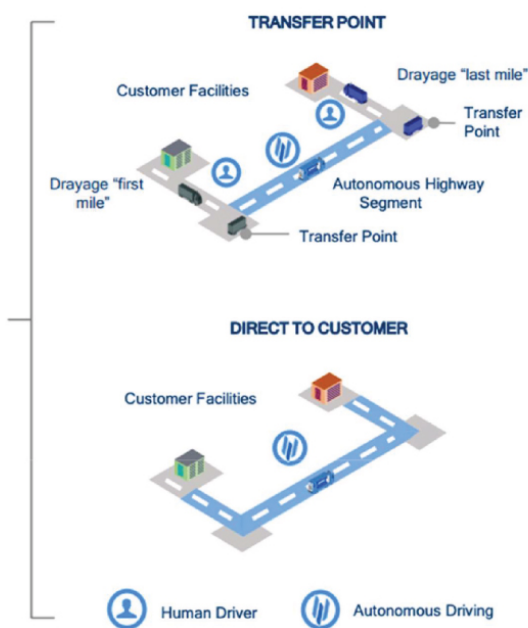 TRANSFER POINT
Drayage “last mile”
Customer Facilities
Transfer
Point
Drayage “first
mile”
Autonomous Highway
Segment
Transfer Point
DIRECT TO CUSTOMER
Customer Facilities
Human Driver
Autonomous Driving